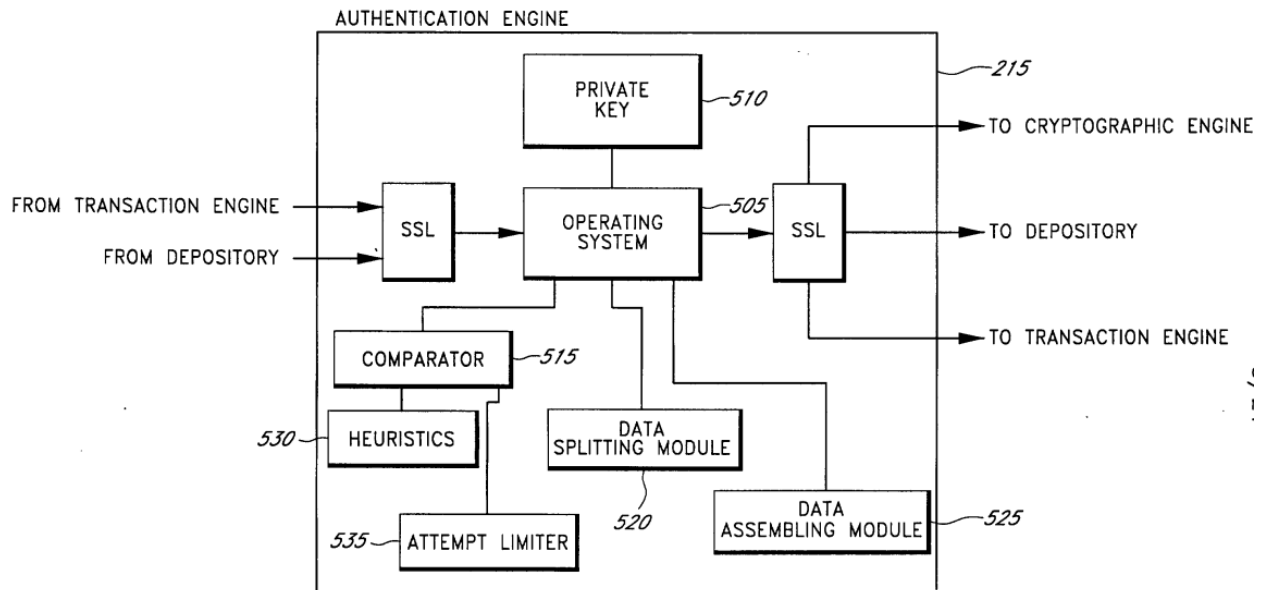 AUTHENTICATION ENGINE
215
PRIVATE
KEY
510
TO CRYPTOGRAPHIC ENGINE
FROM TRANSACTION ENGINE
SSL
OPERATING
SYSTEM
505
SSL
TO DEPOSITORY
FROM DEPOSITORY
TO TRANSACTION ENGINE
COMPARATOR
515
530
HEURISTICS
DATA
SPLITTING MODULE
520
DATA
ASSEMBLING MODULE
525
535
ATTEMPT LIMITER